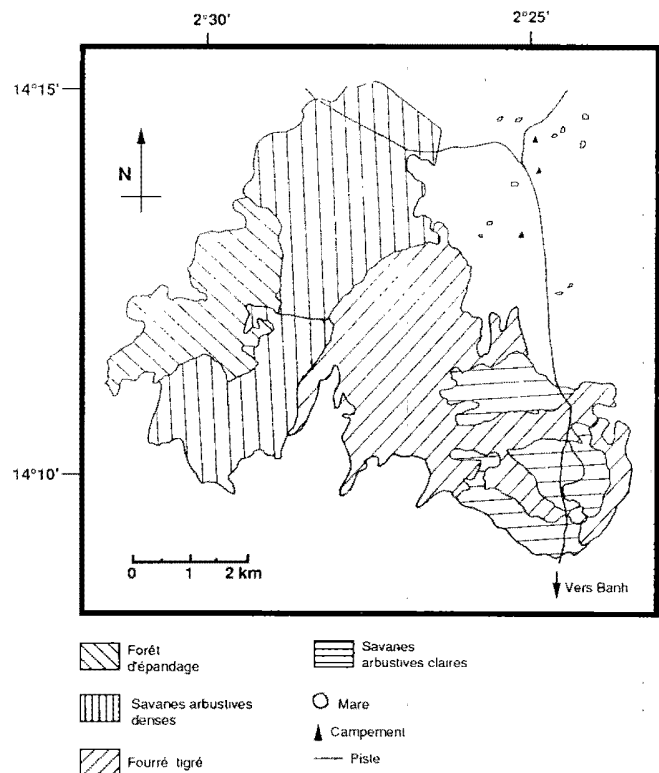 2°30'
2°25'
14°15'
N
14°10'
0 1 2 km
Vers Banh
Forêt
d'épandage
Savanes arbustives
denses
Fourré tigré
Savanes
arbustives claires
Mare
Campement
Piste